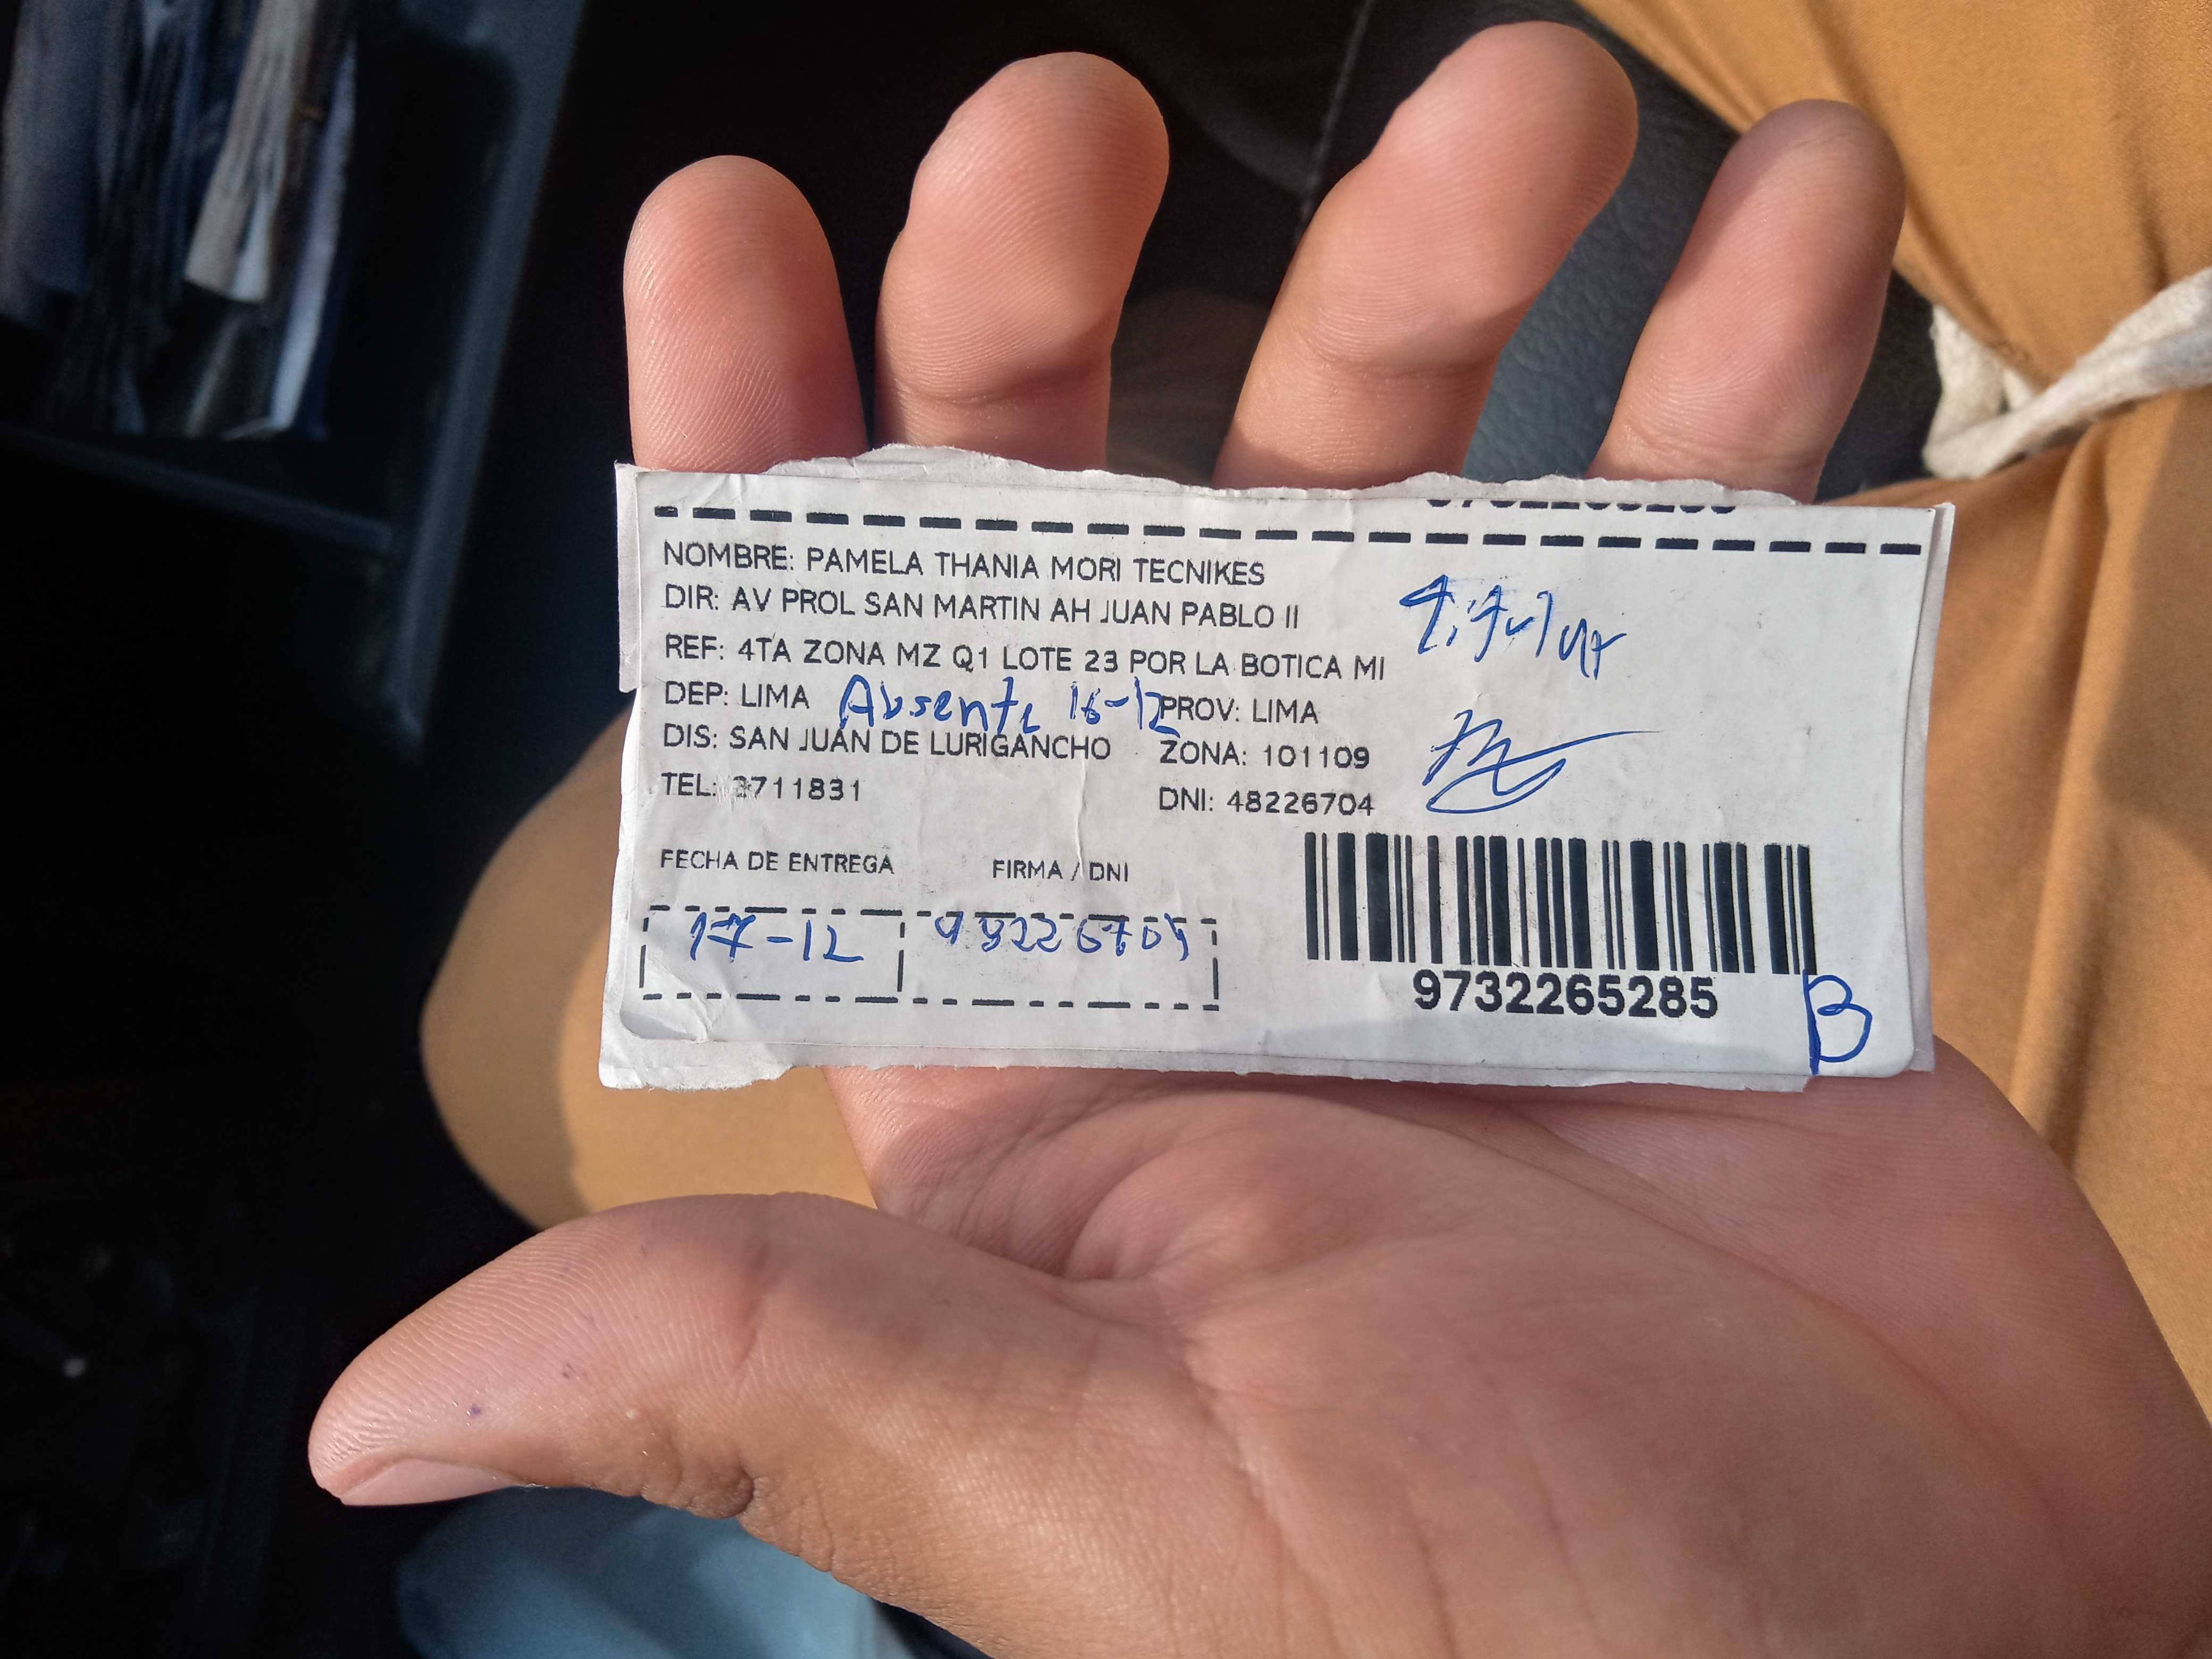 NOMBRE: PAMELA THANIA MORI TECNIKES
DIR: AV PROL SAN MARTIN AH JUAN PABLO II
REF: 4TA ZONA MZ Q1 LOTE 23 POR LA BOTICA MI
DEP: LIMA Ausente 16-12 PROV: LIMA
DIS: SAN JUAN DE LURIGANCHO ZONA: 101109
TEL: 3711831 DNI: 48226704
FECHA DE ENTREGA FIRMA / DNI
17-12
9732265285
B